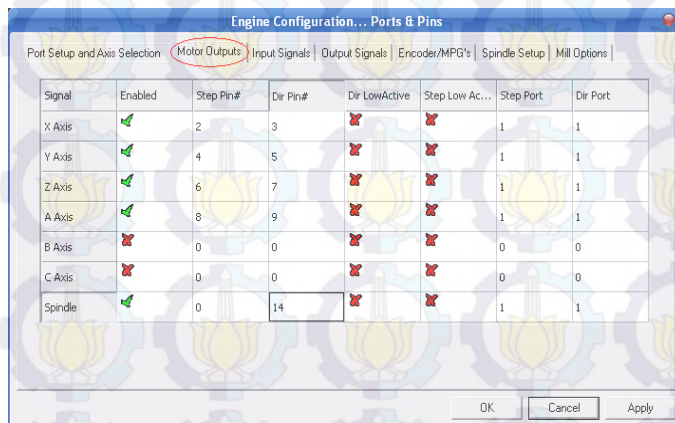 Engine Configuration... Ports & Pins
Port Setup and Axis Selection Motor Outputs Input Signals Output Signals Encoder/MPG's Spindle Setup Mill Options
Signal Enabled Step Pin# Dir Pin# Dir LowActive Step Low Ac... Step Port Dir Port
X Axis 2 3 1 1
Y Axis 4 5 1 1
Z Axis 6 7 1 1
A Axis 8 9 1 1
B Axis 0 0 0 0
C Axis 0 0 0 0
Spindle 0 14 1 1
OK Cancel Apply